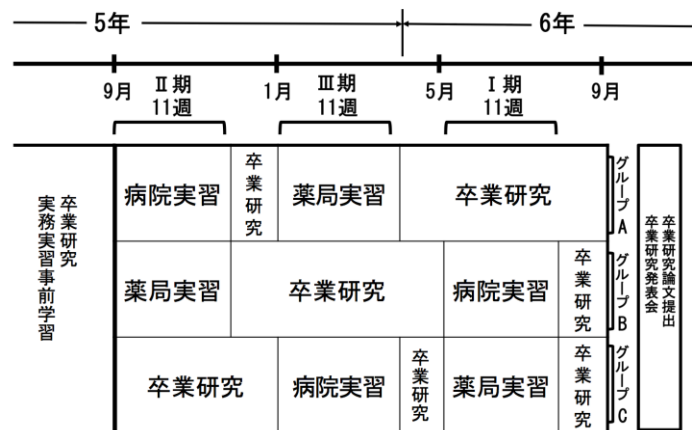 5年
6年
9月
Ⅱ期
11週
1月
Ⅲ期
11週
5月
Ⅰ期
11週
9月
卒業研究
実務実習事前学習
病院実習
卒業研究
薬局実習
卒業研究
グループA
薬局実習
卒業研究
病院実習
卒業研究
グループB
卒業研究
病院実習
卒業研究
薬局実習
卒業研究
グループC
卒業研究論文提出
卒業研究発表会